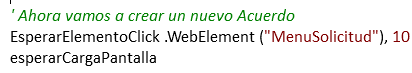 ' Ahora vamos a crear un nuevo Acuerdo
EsperarElementoClick .WebElement ("MenuSolicitud"), 10
esperarCargaPantalla